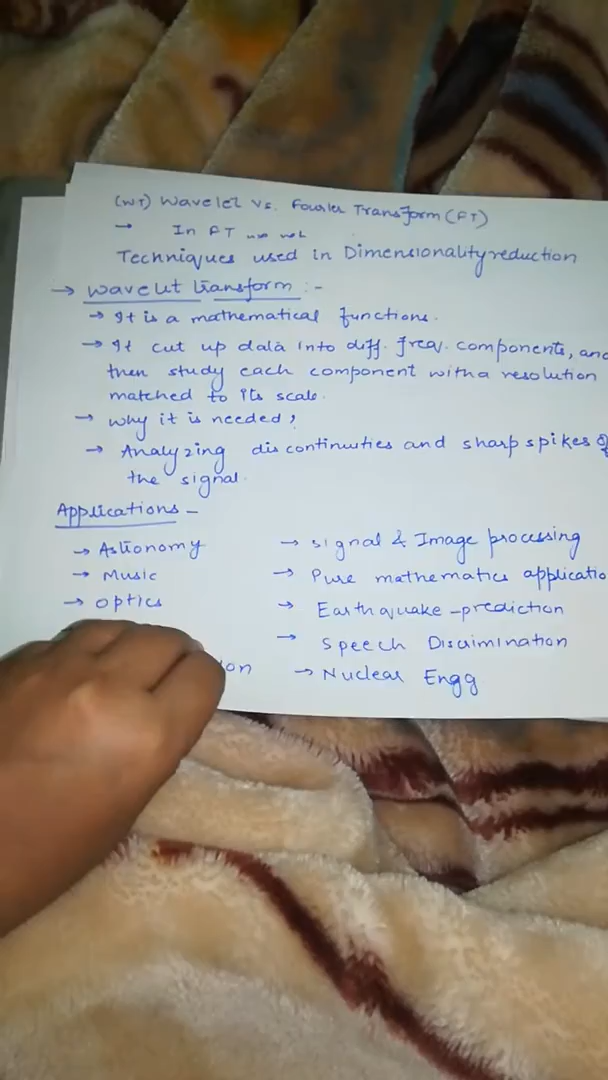 (WT) Wavelet Vs. Fourier Transform (FT)
→ In FT
Techniques used in Dimensionality reduction
→ Wavelet Transform :-
→ It is a mathematical functions.
→ It cut up data into diff. freq. components, and
then study each component with a resolution
matched to its scale.
→ Why it is needed?
→ Analyzing discontinuties and sharp spikes of
the signal.
Applications -
→ Astronomy
→ Music
→ Optics
→ Signal & Image processing
→ Pure mathematics applicatio
→ Earthquake-prediction
→ Speech Discrimination
→ Nuclear Engg